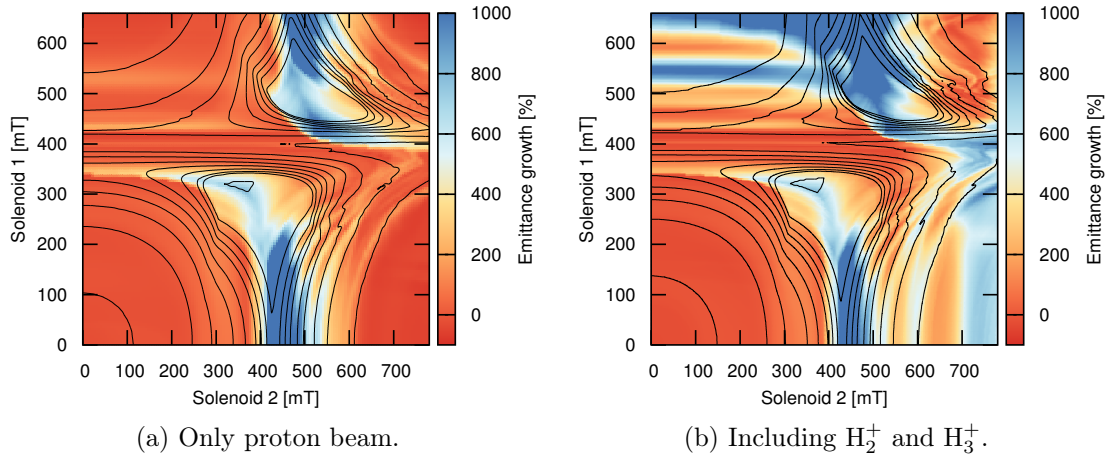 600
500
400
300
200
100
0
Solenoid 1 [mT]
0 100 200 300 400 500 600 700
Solenoid 2 [mT]
1000
800
600
400
200
0
Emittance growth [%]
(a) Only proton beam.
600
500
400
300
200
100
0
Solenoid 1 [mT]
0 100 200 300 400 500 600 700
Solenoid 2 [mT]
1000
800
600
400
200
0
Emittance growth [%]
(b) Including H₂⁺ and H₃⁺.